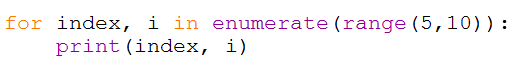 for index, i in enumerate(range(5,10)):
    print(index, i)